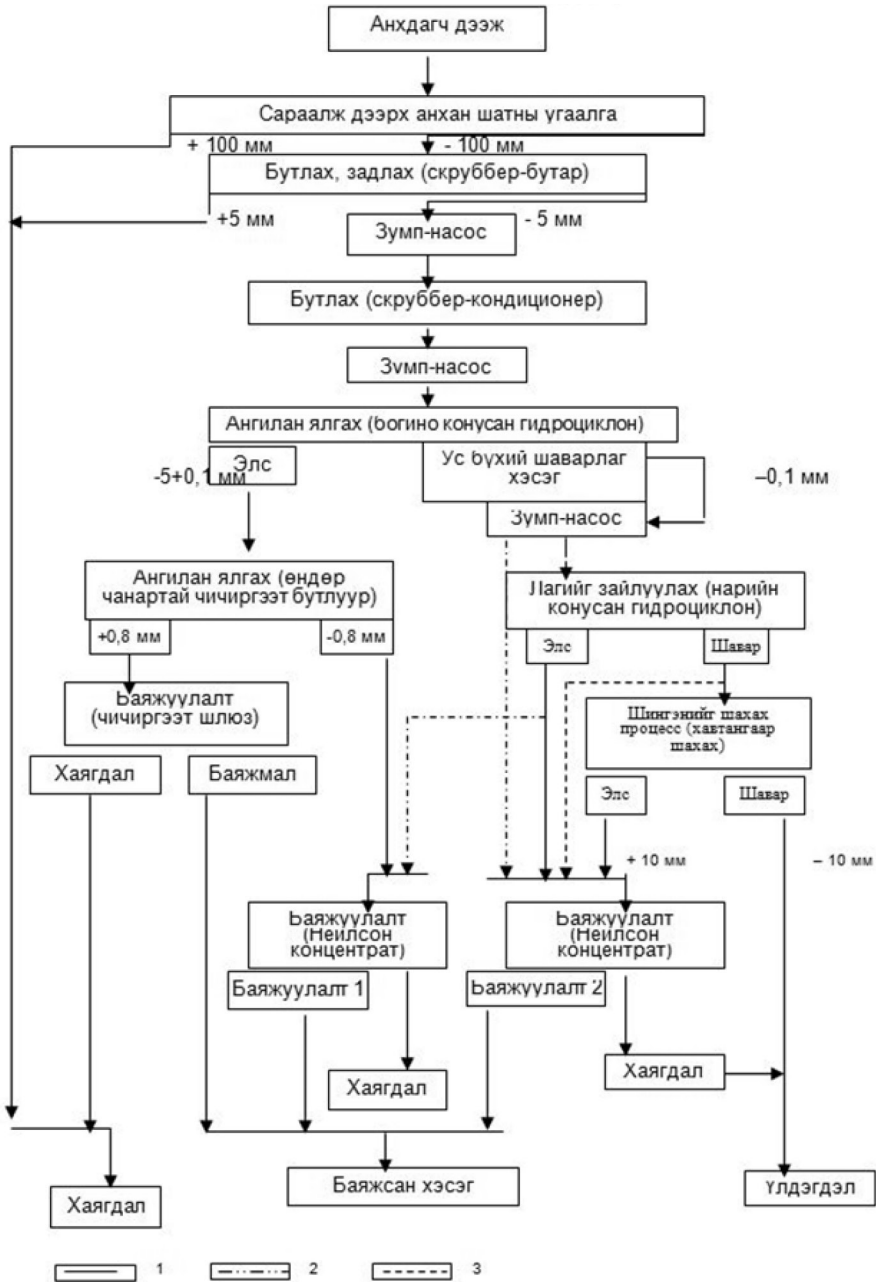 Анхдагч дээж
Сараалж дээрх анхан шатны угаалга
+ 100 мм
- 100 мм
Бутлах, задлах (скруббер-бутар)
+5 мм
- 5 мм
Зумп-насос
Бутлах (скруббер-кондиционер)
Зумп-насос
Ангилан ялгах (богино конусан гидроциклон)
Элс
Ус бүхий шаварлаг
хэсэг
-5+0,1 мм
–0,1 мм
Зумп-насос
Ангилан ялгах (өндөр
чанартай чичиргээт бутлуур)
Лагийг зайлуулах (нарийн
конусан гидроциклон)
+0,8 мм
-0,8 мм
Элс
Шавар
Баяжуулалт
(чичиргээт шлюз)
Шингэнийг шахах
процесс (хавтангаар
шахах)
Хаягдал
Баяжмал
Элс
Шавар
+ 10 мм
– 10 мм
Баяжуулалт
(Нейлсон
концентрат)
Баяжуулалт
(Нейлсон
концентрат)
Баяжуулалт 1
Баяжуулалт 2
Хаягдал
Хаягдал
Хаягдал
Баяжсан хэсэг
Үлдэгдэл
1
2
3